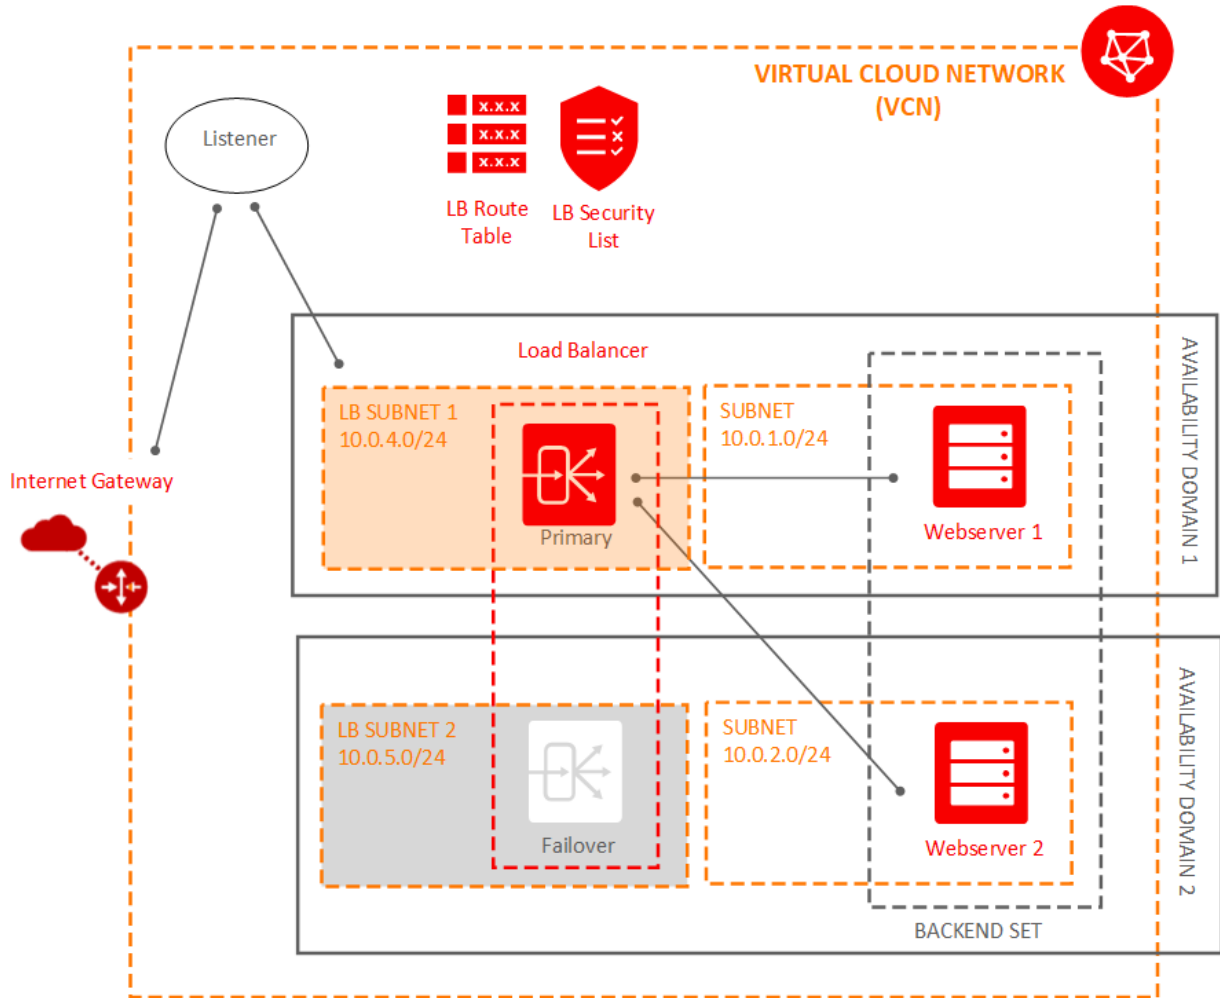 VIRTUAL CLOUD NETWORK
(VCN)
Listener
x.x.x
x.x.x
x.x.x
LB Route
Table
LB Security
List
Internet Gateway
Load Balancer
LB SUBNET 1
10.0.4.0/24
Primary
SUBNET
10.0.1.0/24
Webserver 1
AVAILABILITY DOMAIN 1
LB SUBNET 2
10.0.5.0/24
Failover
SUBNET
10.0.2.0/24
Webserver 2
BACKEND SET
AVAILABILITY DOMAIN 2